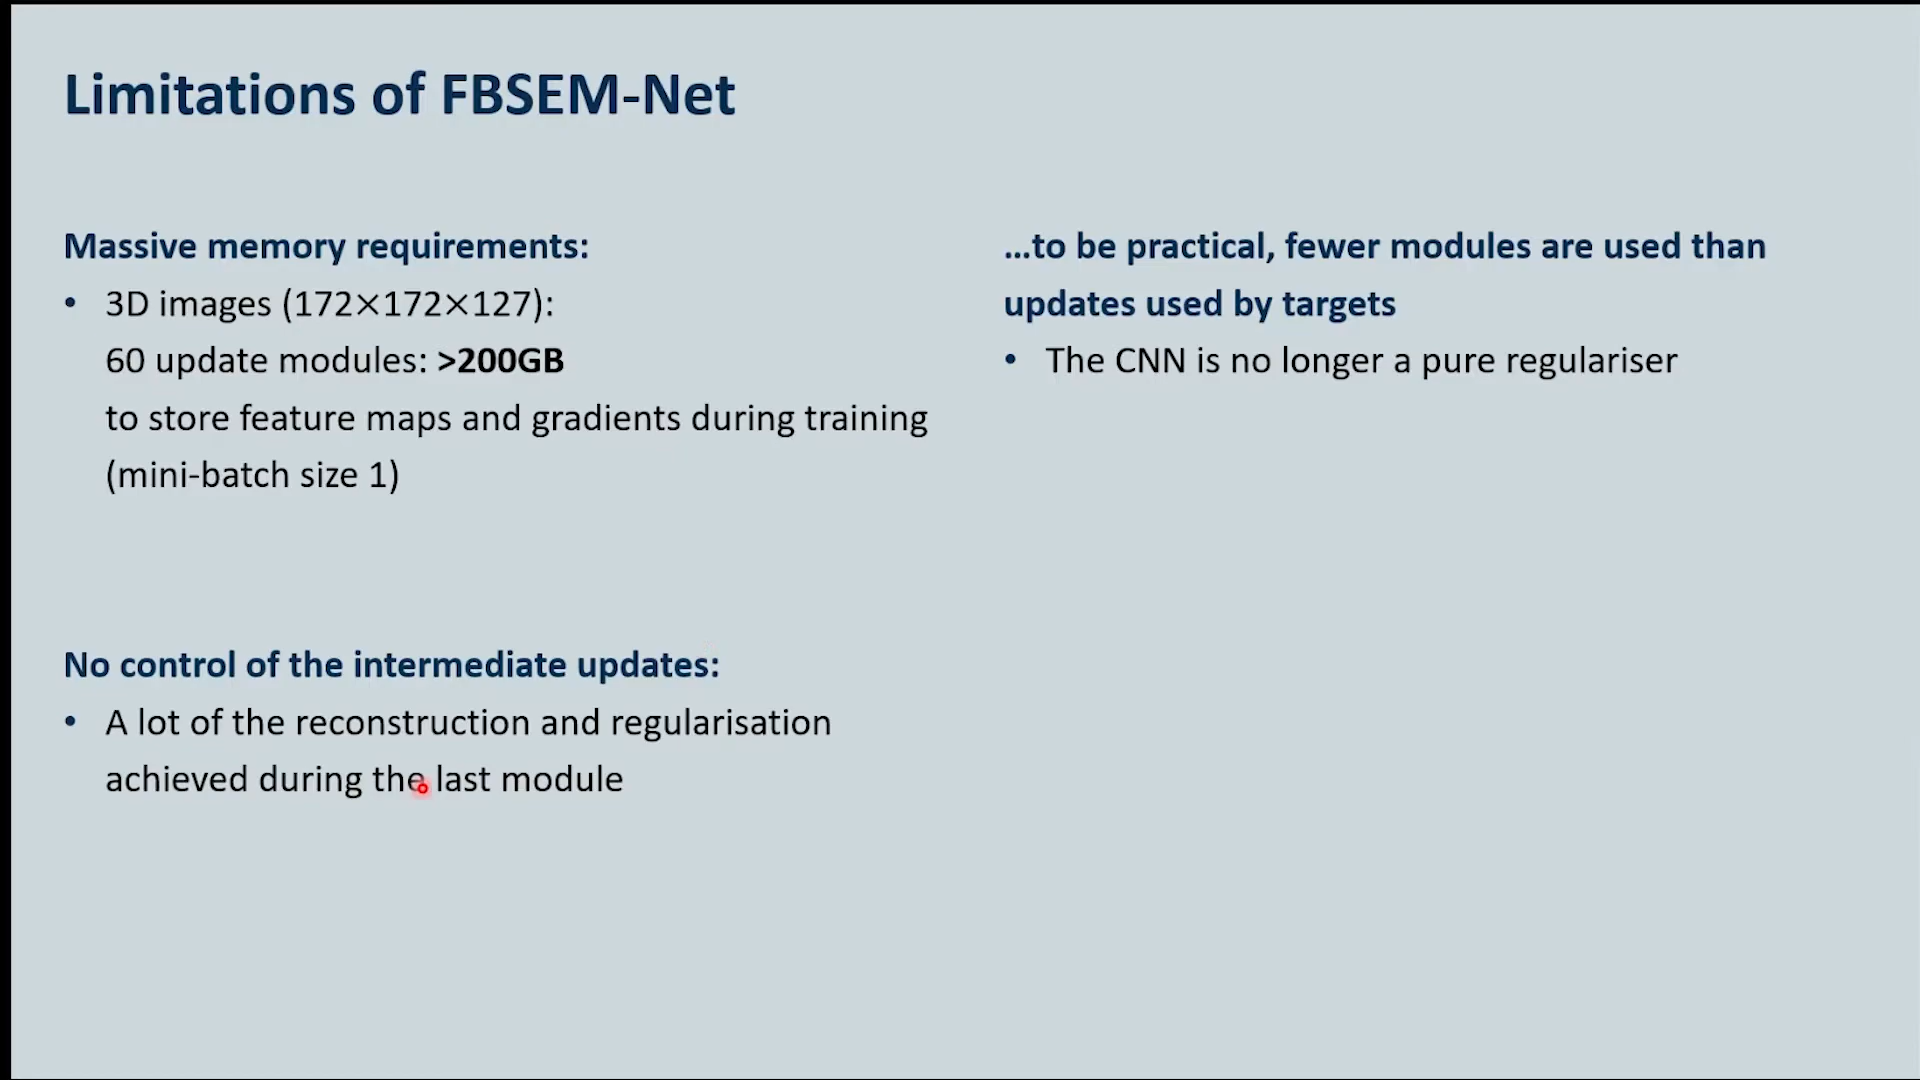 Limitations of FBSEM-Net
Massive memory requirements:
• 3D images (172×172×127):
60 update modules: >200GB
to store feature maps and gradients during training
(mini-batch size 1)
...to be practical, fewer modules are used than
updates used by targets
• The CNN is no longer a pure regulariser
No control of the intermediate updates:
• A lot of the reconstruction and regularisation
achieved during the last module